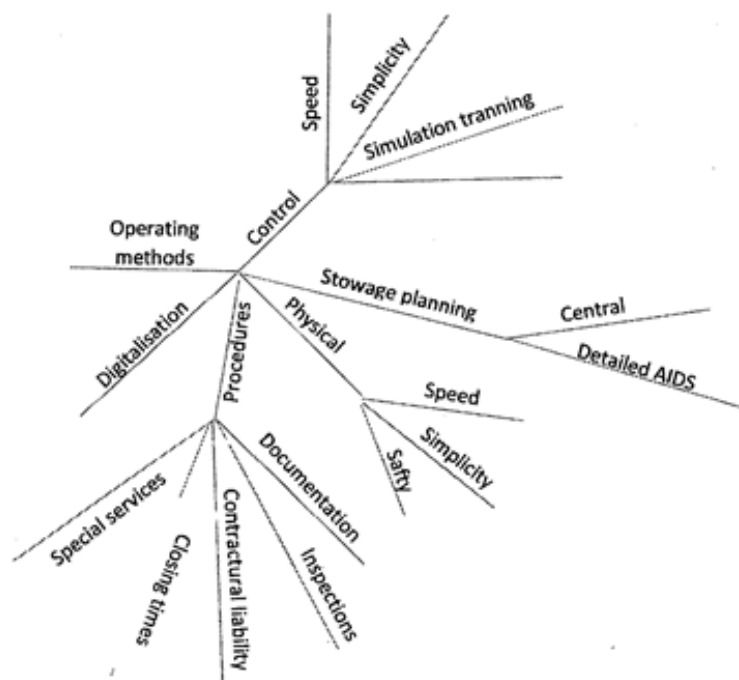 Speed
Simplicity
Simulation tranning
Control
Operating
methods
Stowage planning
Central
Detailed AIDS
Digitalisation
Procedures
Physical
Speed
Simplicity
Safty
Documentation
Special services
Closing times
Contractural liability
Inspections